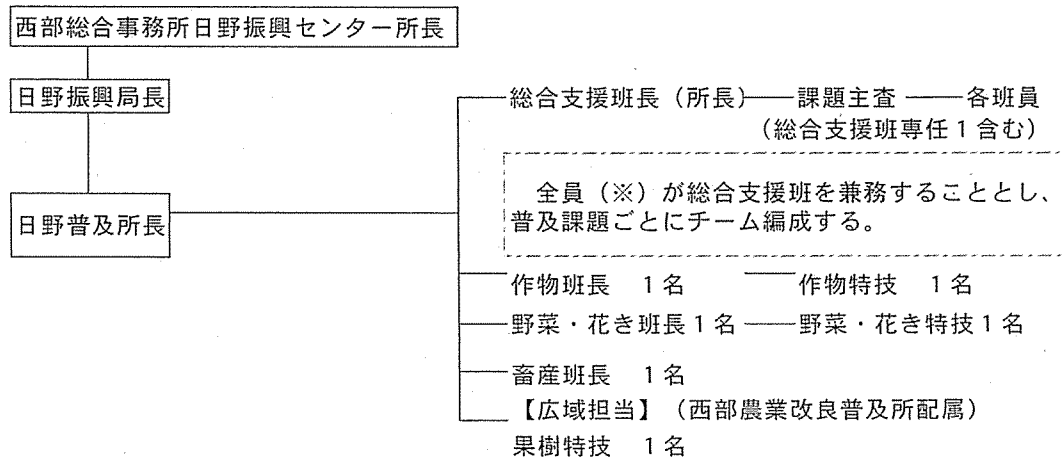 西部総合事務所日野振興センター所長
日野振興局長
総合支援班長（所長） 課題主査 各班員
（総合支援班専任１含む）
全員（※）が総合支援班を兼務することとし、
普及課題ごとにチーム編成する。
日野普及所長
作物班長　１名 作物特技　１名
野菜・花き班長１名 野菜・花き特技１名
畜産班長　１名
【広域担当】（西部農業改良普及所配属）
果樹特技　１名